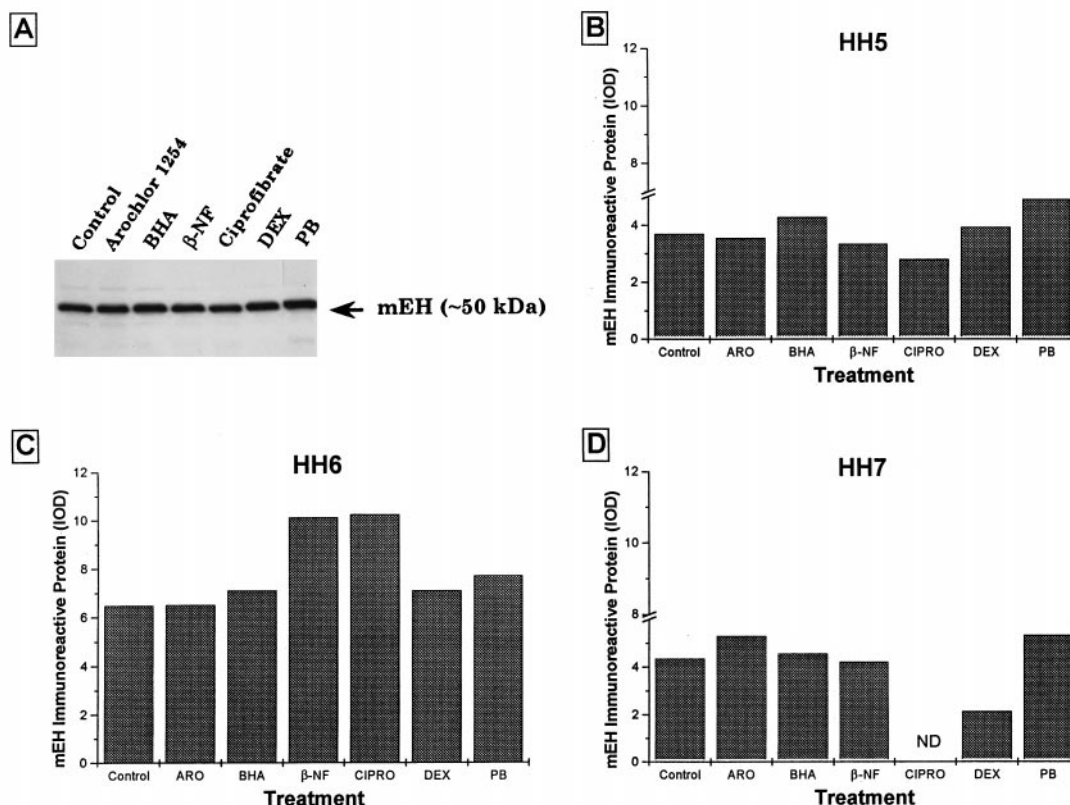 A
Control
Arochlor 1254
BHA
β-NF
Ciprofibrate
DEX
PB
mEH (~50 kDa)
B
HH5
mEH Immunoreactive Protein (IOD)
12
10
8
6
4
2
0
Control ARO BHA β-NF CIPRO DEX PB
Treatment
C
HH6
mEH Immunoreactive Protein (IOD)
12
10
8
6
4
2
0
Control ARO BHA β-NF CIPRO DEX PB
Treatment
D
HH7
mEH Immunoreactive Protein (IOD)
12
10
8
4
2
0
ND
Control ARO BHA β-NF CIPRO DEX PB
Treatment